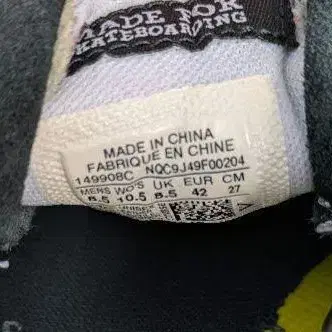 MADE FOR
SKATEBOARDING
MADE IN CHINA
FABRIQUE EN CHINE
149908C NQC9J49F00204
MENS WO'S UK EUR CM
8.5 10.5 8.5 42 27